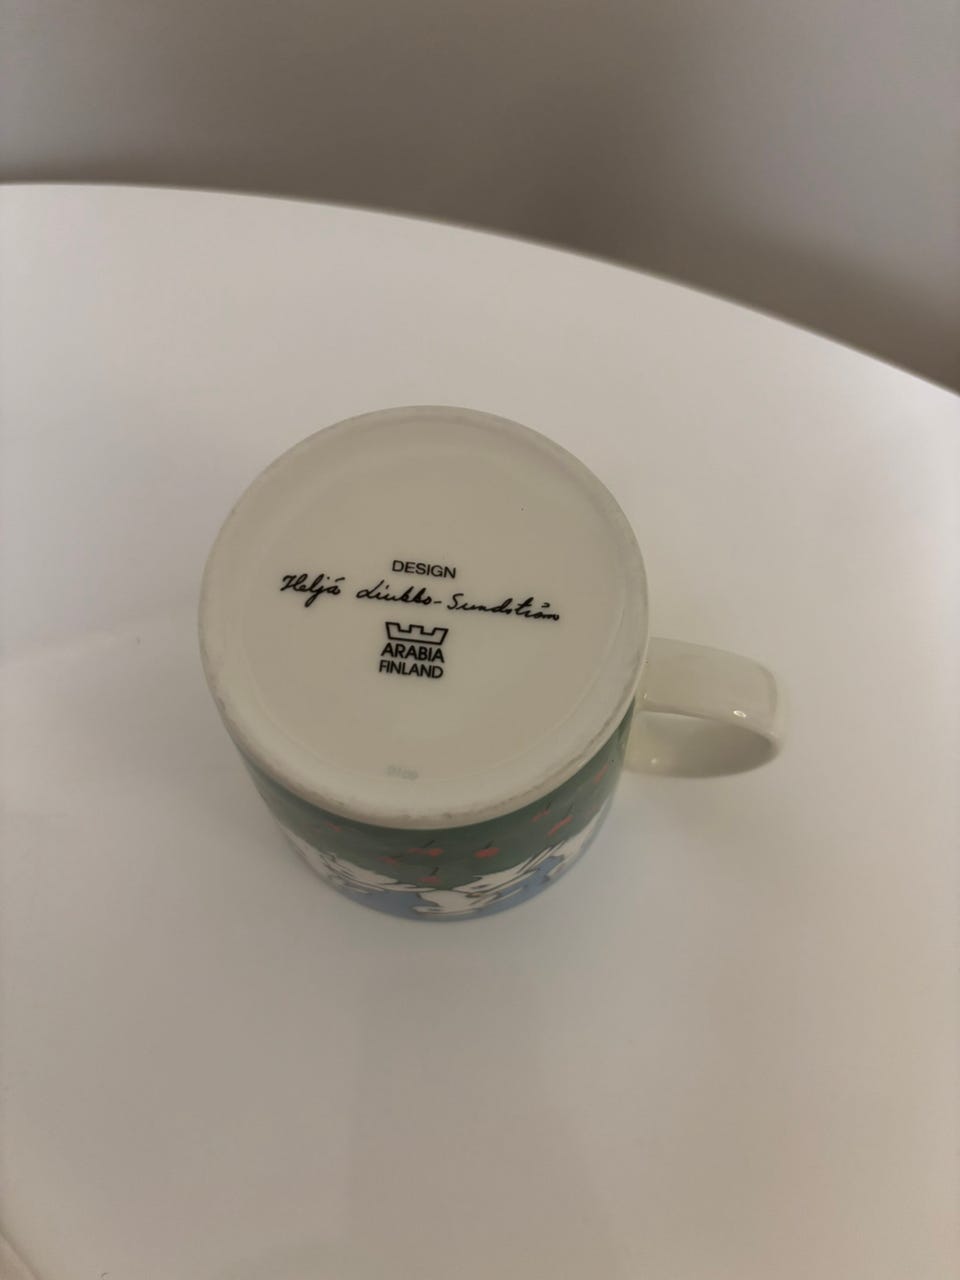 DESIGN
Heljä Liukko-Sundström
ARABIA
FINLAND